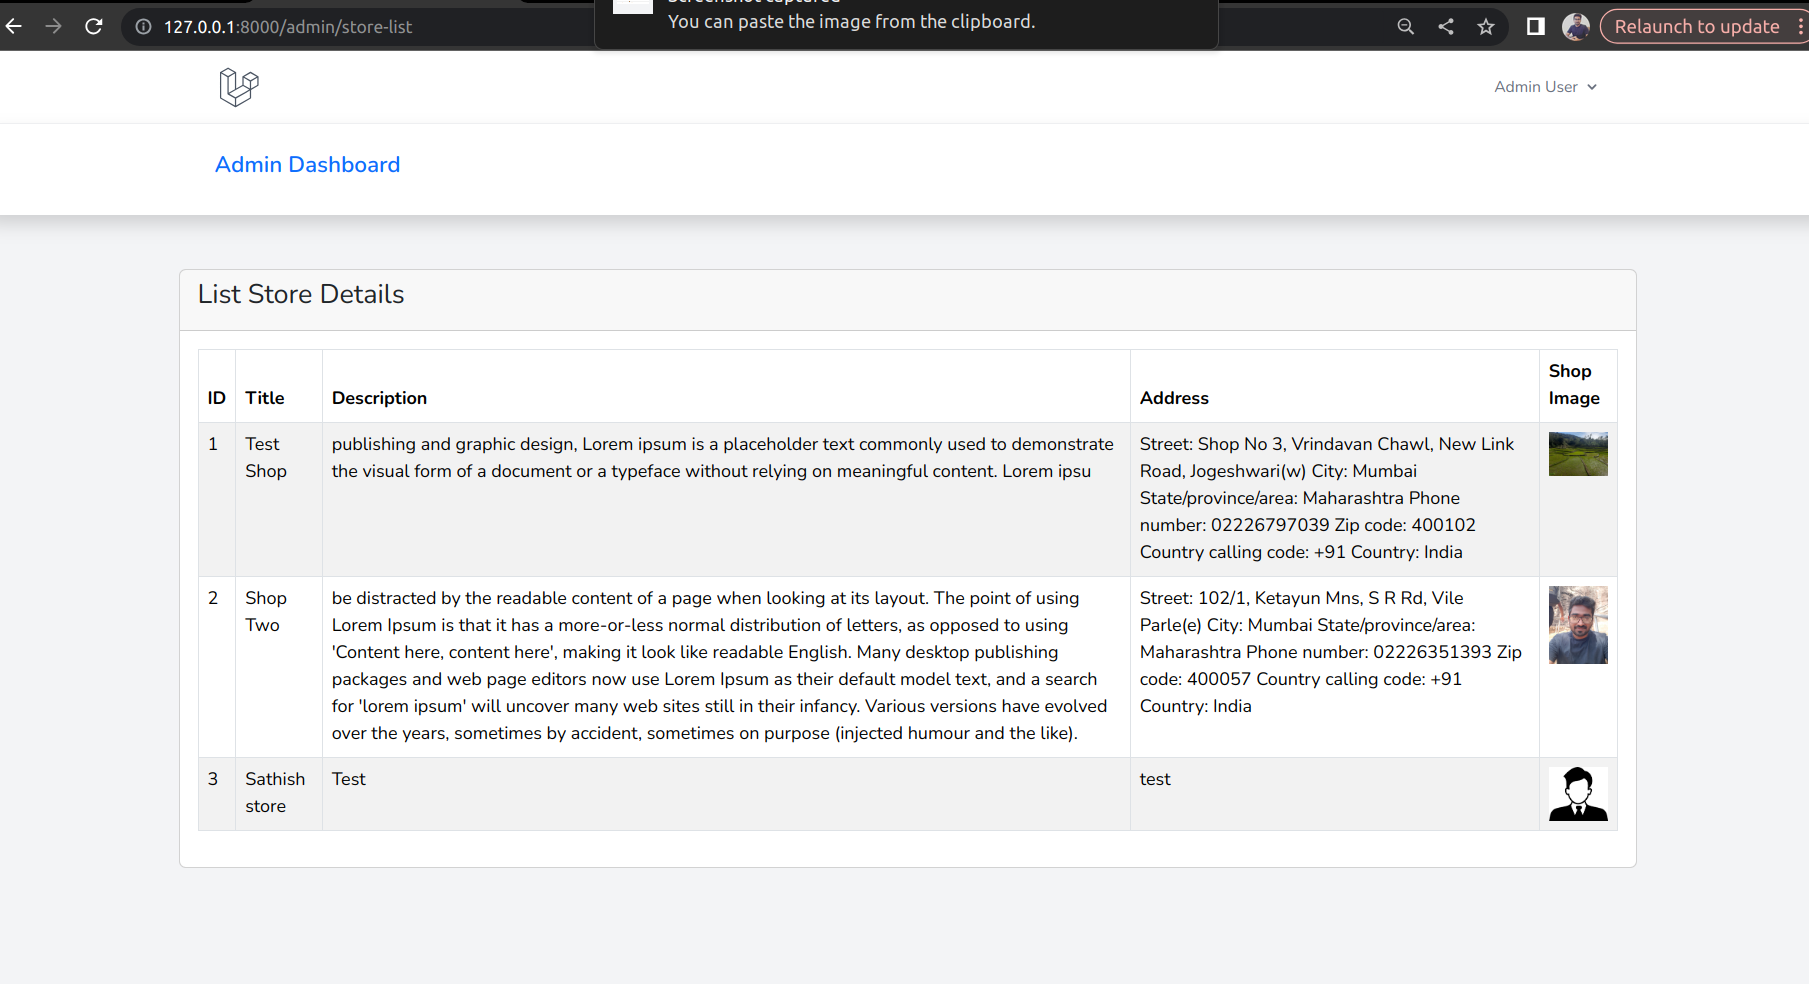 Screenshot captured
You can paste the image from the clipboard.
127.0.0.1:8000/admin/store-list
Relaunch to update
Admin User
Admin Dashboard
List Store Details
ID
Title
Description
Address
Shop
Image
1
Test
Shop
publishing and graphic design, Lorem ipsum is a placeholder text commonly used to demonstrate
the visual form of a document or a typeface without relying on meaningful content. Lorem ipsu
Street: Shop No 3, Vrindavan Chawl, New Link
Road, Jogeshwari(w) City: Mumbai
State/province/area: Maharashtra Phone
number: 02226797039 Zip code: 400102
Country calling code: +91 Country: India
2
Shop
Two
be distracted by the readable content of a page when looking at its layout. The point of using
Lorem Ipsum is that it has a more-or-less normal distribution of letters, as opposed to using
'Content here, content here', making it look like readable English. Many desktop publishing
packages and web page editors now use Lorem Ipsum as their default model text, and a search
for 'lorem ipsum' will uncover many web sites still in their infancy. Various versions have evolved
over the years, sometimes by accident, sometimes on purpose (injected humour and the like).
Street: 102/1, Ketayun Mns, S R Rd, Vile
Parle(e) City: Mumbai State/province/area:
Maharashtra Phone number: 02226351393 Zip
code: 400057 Country calling code: +91
Country: India
3
Sathish
store
Test
test